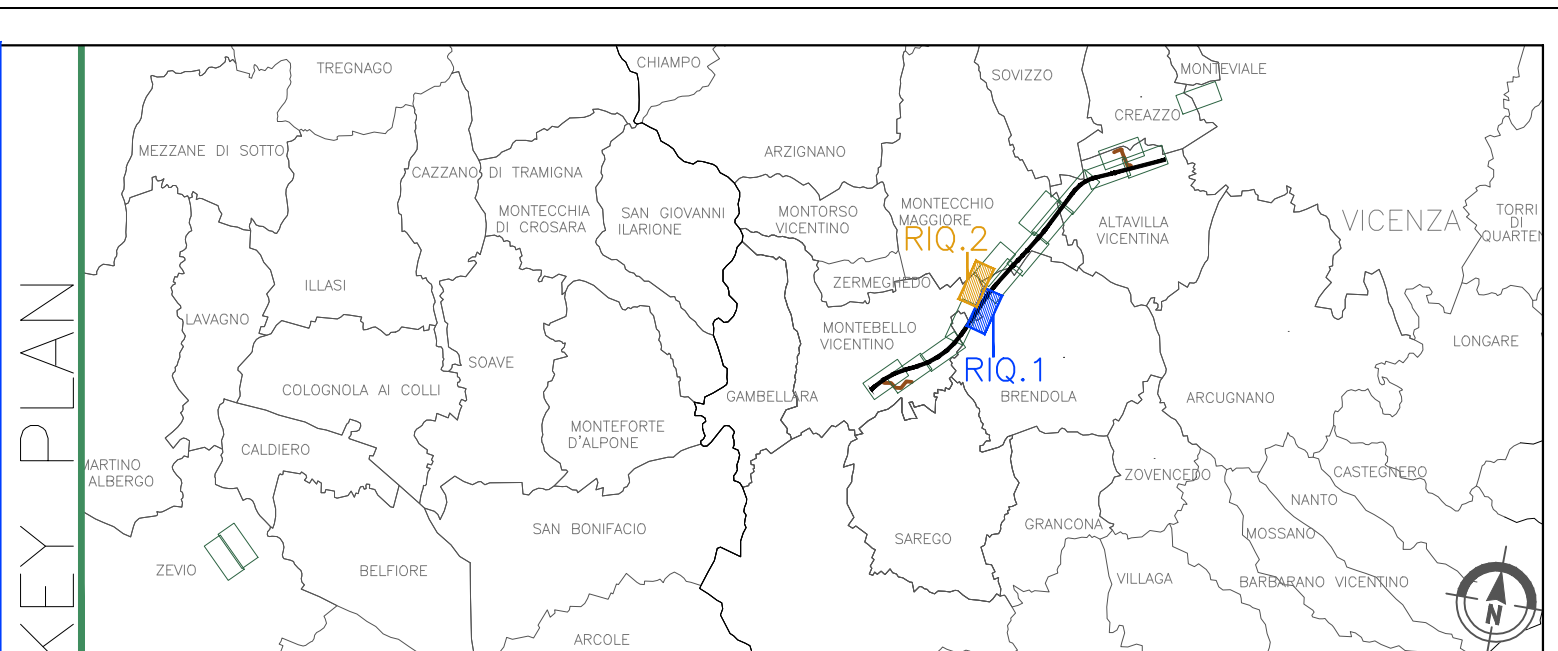 KEY PLAN
TREGNAGO
CHIAMPO
SOVIZZO
MONTEVIALE
CREAZZO
MEZZANE DI SOTTO
ARZIGNANO
CAZZANO DI TRAMIGNA
MONTECCHIA
DI CROSARA
SAN GIOVANNI
ILARIONE
MONTORSO
VICENTINO
MONTECCHIO
MAGGIORE
RIQ.2
ALTAVILLA
VICENTINA
VICENZA
TORRI
DI
QUARTE
ILLASI
ZERMEGHEDO
LAVAGNO
MONTEBELLO
VICENTINO
LONGARE
SOAVE
RIQ.1
COLOGNOLA AI COLLI
GAMBELLARA
BRENDOLA
ARCUGNANO
MONTEFORTE
D'ALPONE
CALDIERO
MARTINO
ALBERGO
ZOVENCEDO
CASTEGNERO
NANTO
SAN BONIFACIO
SAREGO
GRANCONA
MOSSANO
ZEVIO
BELFIORE
VILLAGA
BARBARANO VICENTINO
N
ARCOLE